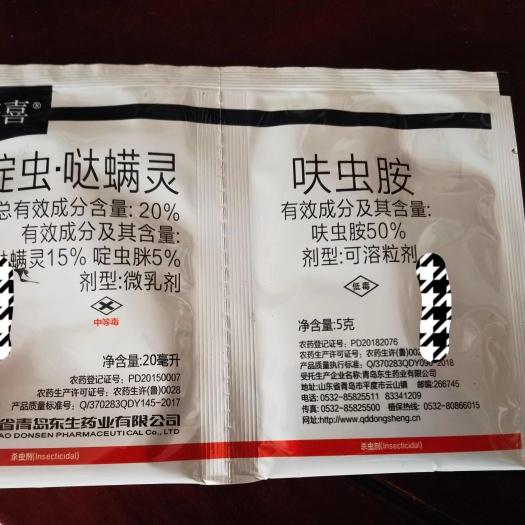 喜®
啶虫·哒螨灵
总有效成分含量: 20%
有效成分及其含量:
哒螨灵15% 啶虫脒5%
剂型:微乳剂
中等毒
净含量:20毫升
农药登记证号: PD20150007
农药生产许可证号: 农药生许(鲁)0028
产品质量标准号: Q/370283QDY145-2017
省青岛东生药业有限公司
AO DONSEN PHARMACEUTICAL Co., LTD
杀虫剂(Insecticidal)
呋虫胺
有效成分及其含量:
呋虫胺50%
剂型:可溶粒剂
低毒
净含量:5克
农药登记证号: PD20182076
农药生产许可证号: 农药生许(鲁)002
产品质量执行标准: Q/370283QDY090-2018
受托生产企业名称:青岛东生药业有限公司
地址:山东省青岛市平度市云山镇 邮编:266745
电话: 0532-85825511 83341209
传真: 0532-85825500 植保热线: 0532-80866015
网址:http://www.qddongsheng.cn
杀虫剂(Insecticidal)